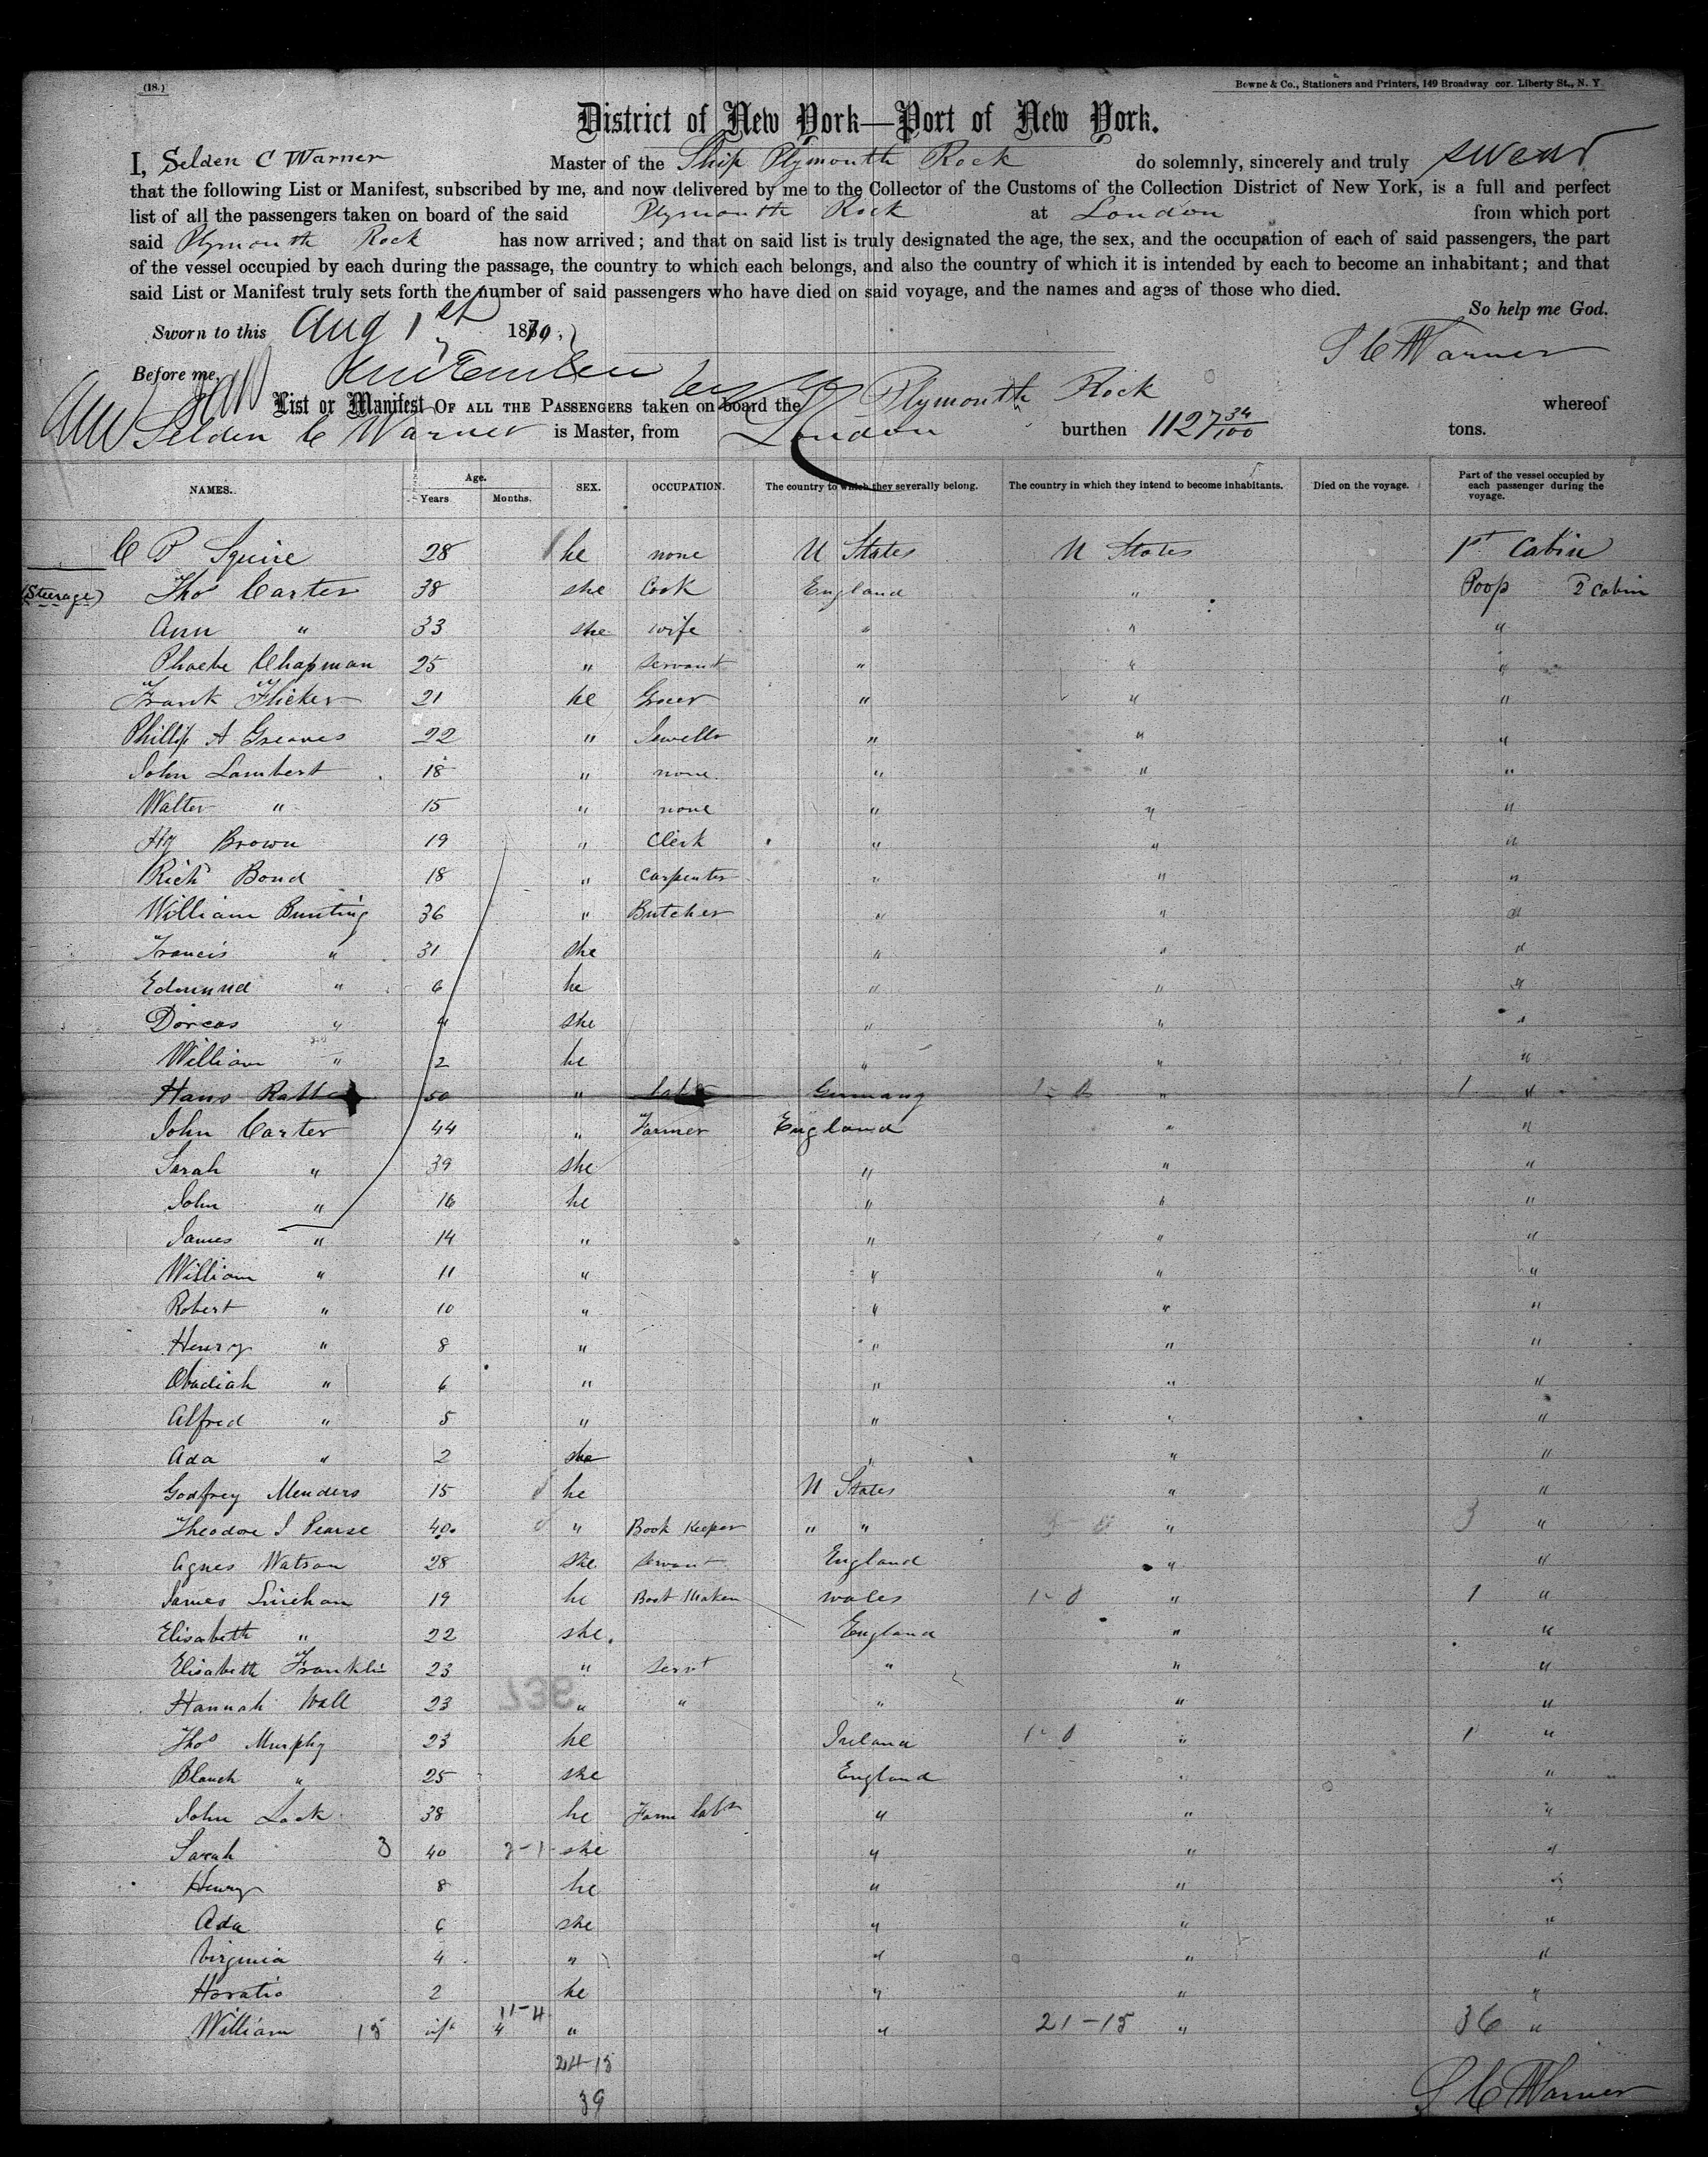 (18.)
Bowne & Co., Stationers and Printers, 149 Broadway cor. Liberty St., N. Y
District of New York—Port of New York.
I, Selden C Warner Master of the Ship Plymouth Rock do solemnly, sincerely and truly swear
that the following List or Manifest, subscribed by me, and now delivered by me to the Collector of the Customs of the Collection District of New York, is a full and perfect
list of all the passengers taken on board of the said Plymouth Rock at London from which port
said Plymouth Rock has now arrived; and that on said list is truly designated the age, the sex, and the occupation of each of said passengers, the part
of the vessel occupied by each during the passage, the country to which each belongs, and also the country of which it is intended by each to become an inhabitant; and that
said List or Manifest truly sets forth the number of said passengers who have died on said voyage, and the names and ages of those who died.
So help me God.
Sworn to this Aug 1st 1870,
S C Warner
Before me,
List or Manifest OF ALL THE PASSENGERS taken on board the Plymouth Rock whereof
Selden C Warner is Master, from London burthen 1127 34/100 tons.
NAMES. Age. Years Months. SEX. OCCUPATION. The country to which they severally belong. The country in which they intend to become inhabitants. Died on the voyage. Part of the vessel occupied by each passenger during the voyage.
C P Squire 28 he none U States U States 1st Cabin
(Steerage) Thos Carter 38 she Cook England " Poop 2 Cabin
Ann " 33 she wife " " "
Phoebe Chapman 25 " Servant " " "
Frank Flicker 21 he Grocer " " "
Phillip A Greaves 22 " Jeweller " " "
John Lambert 18 " none. " " "
Walter " 15 " none " " "
Hy Brown 19 " Clerk " " "
Richd Bond 18 " Carpenter " " "
William Bunting 36 " Butcher " " "
Francis " 31 she " " "
Edmund " 6 he " " "
Dorcas " 4 she " " "
William " 2 he " " "
Hans 50 " Germany " 1 "
John Carter 44 " Farmer England " "
Sarah " 39 she " " "
John " 16 he " " "
James " 14 " " " "
William " 11 " " " "
Robert " 10 " " " "
Henry " 8 " " " "
Obadiah " 6 " " " "
Alfred " 5 " " " "
Ada " 2 she " " "
Godfrey Menders 15 he U States " "
Theodore I Pearse 40 " Book Keeper " " " 3 "
Agnes Watson 28 she servant England " "
James Linehan 19 he Boot Maker wales 1-0 " 1 "
Elisabeth " 22 she. England " "
Elisabeth Franklin 23 " servt " " "
Hannah Wall 23 " " " " "
Thos Murphy 23 he Ireland 1-0 " 1 "
Blanch " 25 she England " "
John Lock 38 he Farm labr " " "
Sarah 3 40 3-1 she " " "
Henry 8 he " " "
Ada 6 she " " "
Virginia 4 " " " "
Horatio 2 he " " "
William 15 inft 4 11-4 " " 21-15 " 36 "
24-15
39
S C Warner